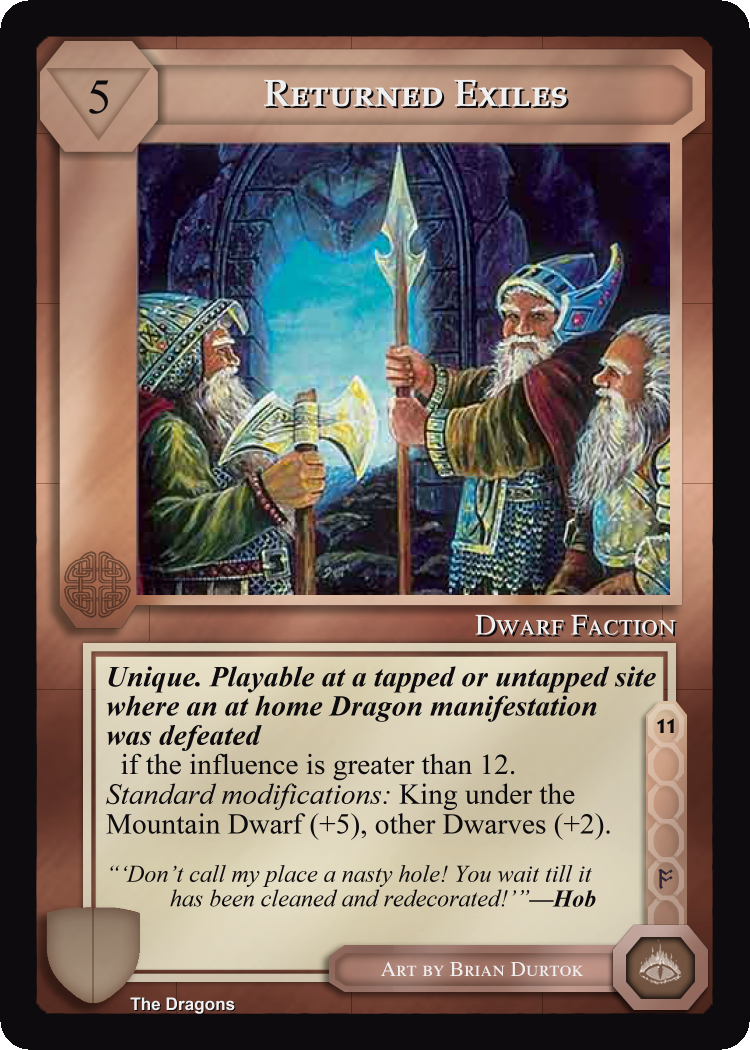 5
Returned Exiles
Dwarf Faction
Unique. Playable at a tapped or untapped site
where an at home Dragon manifestation
was defeated
if the influence is greater than 12.
Standard modifications: King under the
Mountain Dwarf (+5), other Dwarves (+2).
11
“‘Don’t call my place a nasty hole! You wait till it
has been cleaned and redecorated!’”—Hob
Art by Brian Durtok
The Dragons